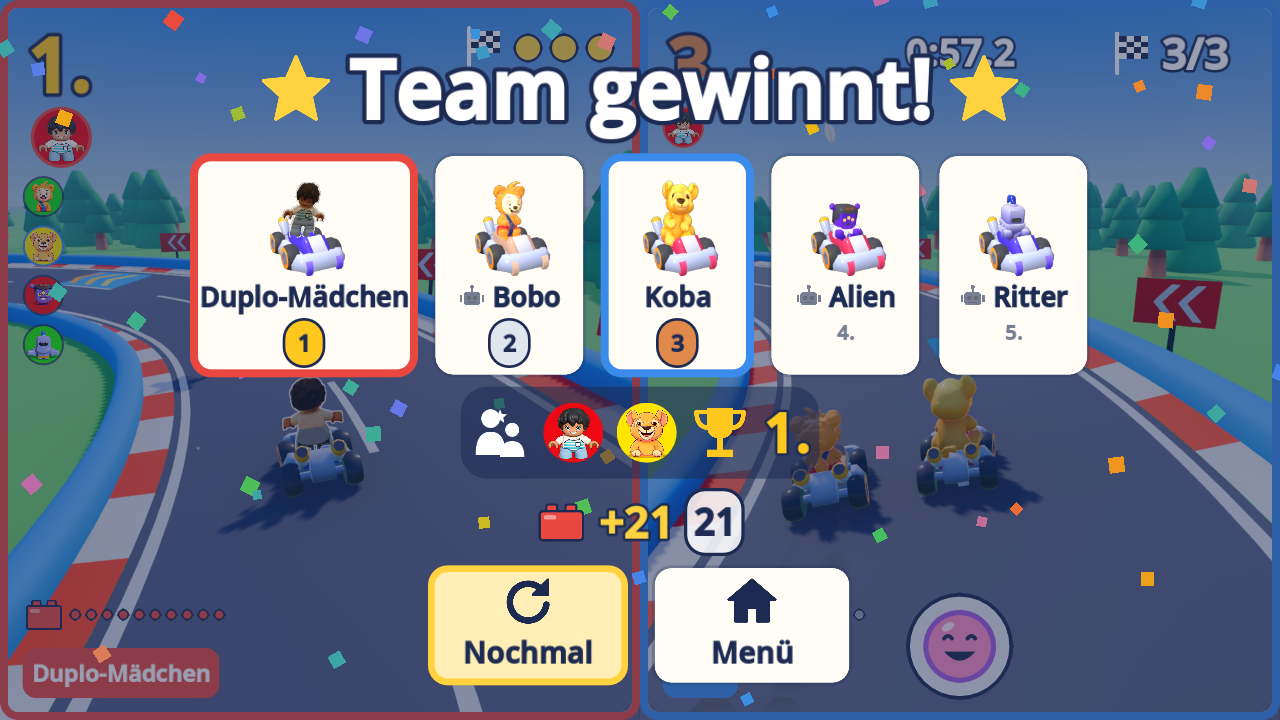 1.
3
0:57.2
3/3
Team gewinnt!
Duplo-Mädchen
1
Bobo
2
Koba
3
Alien
4.
Ritter
5.
1.
+21 21
Nochmal
Menü
Duplo-Mädchen